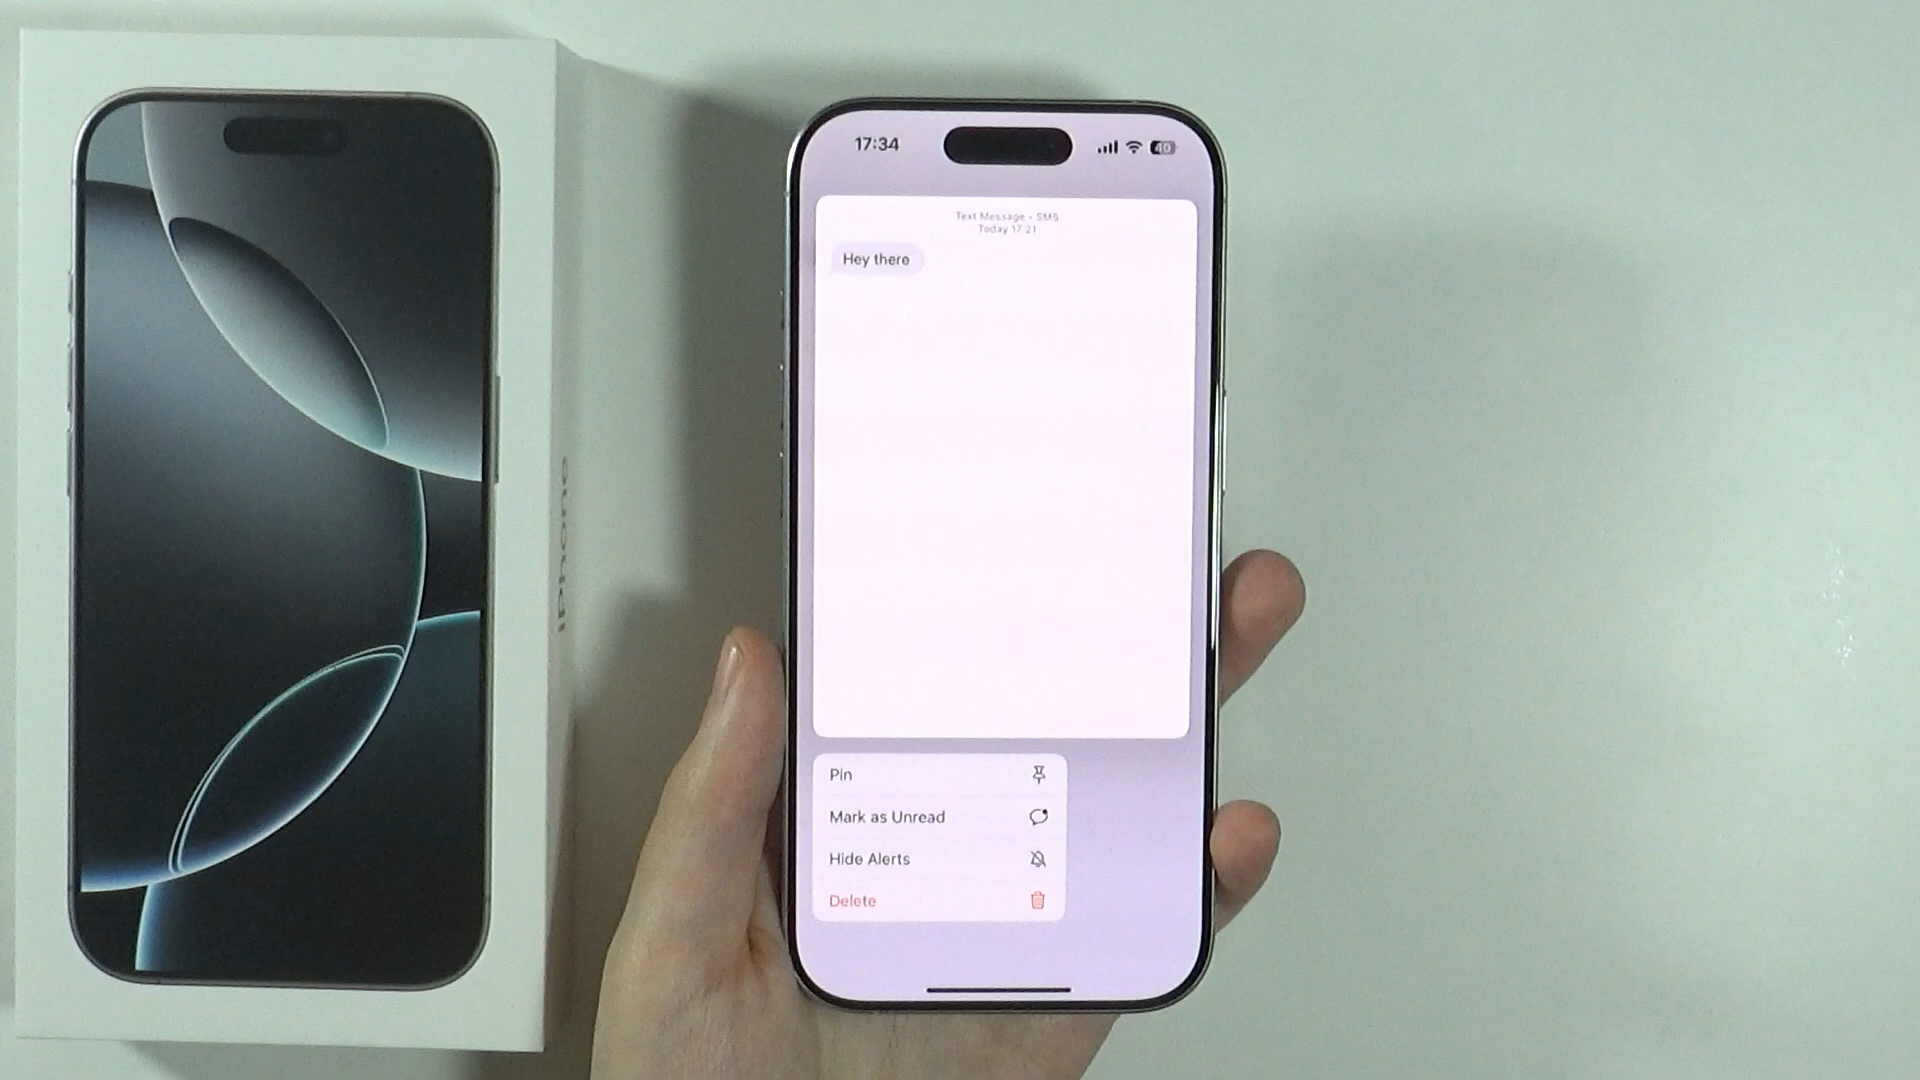 iPhone
17:34
40
Text Message • SMS
Today 17:21
Hey there
Pin
Mark as Unread
Hide Alerts
Delete